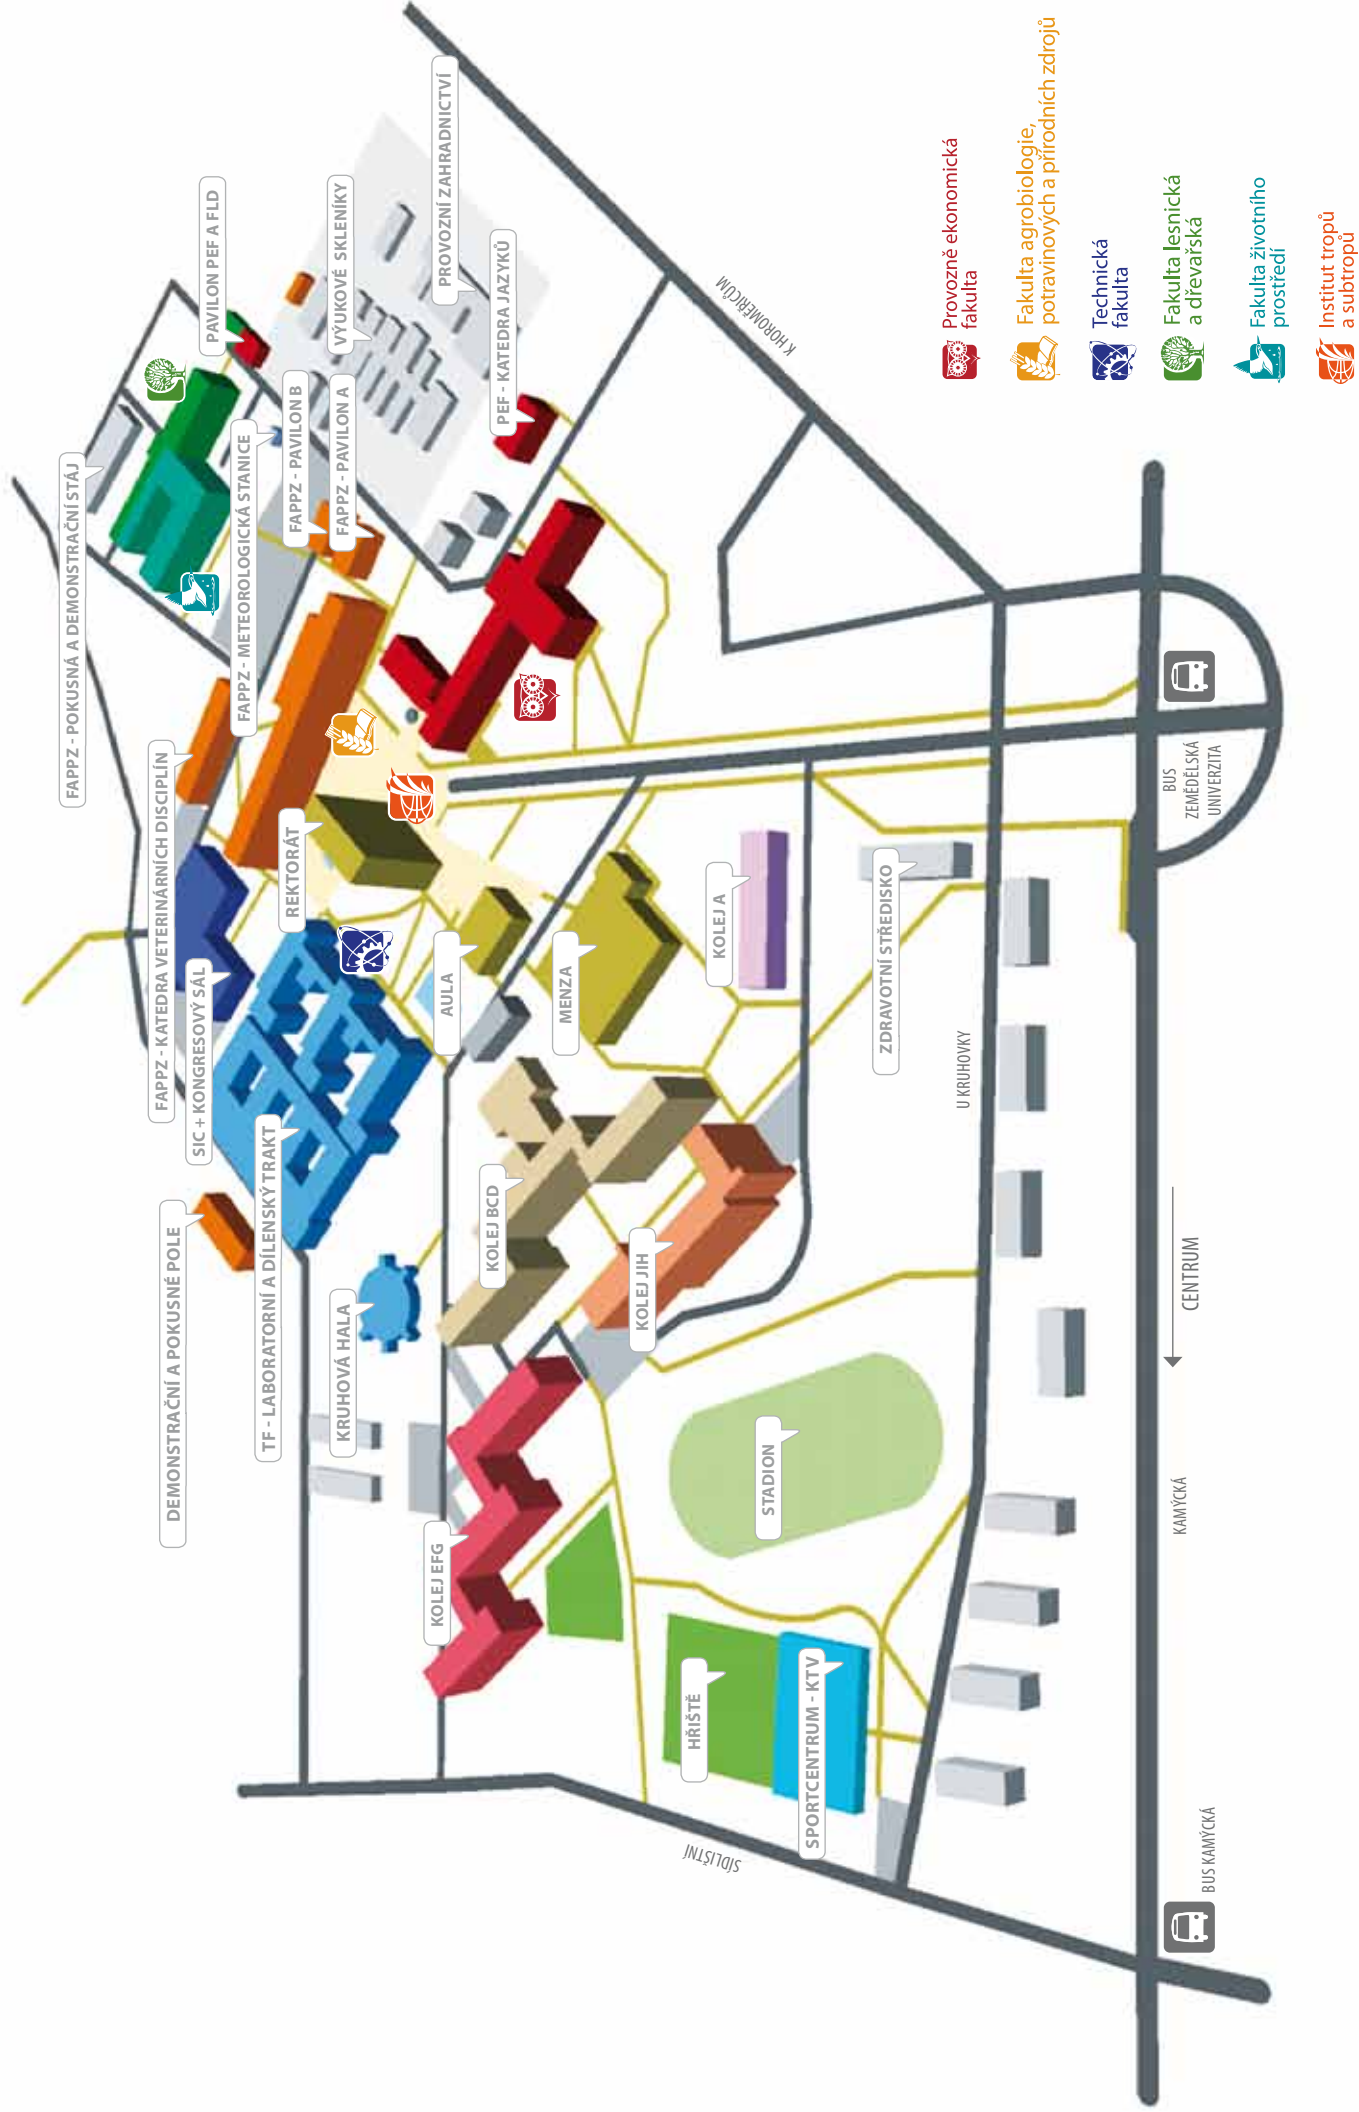 FAPPZ - POKUSNÁ A DEMONSTRAČNÍ STÁJ
PAVILON PEF A FLD
FAPPZ - METEOROLOGICKÁ STANICE
FAPPZ - PAVILON B
FAPPZ - PAVILON A
VÝUKOVÉ SKLENÍKY
PROVOZNÍ ZAHRADNICTVÍ
PEF - KATEDRA JAZYKŮ
FAPPZ - KATEDRA VETERINÁRNÍCH DISCIPLÍN
SIC + KONGRESOVÝ SÁL
REKTORÁT
DEMONSTRAČNÍ A POKUSNÉ POLE
TF - LABORATORNÍ A DÍLENSKÝ TRAKT
KRUHOVÁ HALA
AULA
MENZA
KOLEJ A
ZDRAVOTNÍ STŘEDISKO
KOLEJ BCD
KOLEJ JIH
KOLEJ EFG
STADION
HŘIŠTĚ
SPORTCENTRUM - KTV
K HOROMĚŘICŮM
U KRUHOVKY
SÍDLIŠTNÍ
CENTRUM
KAMÝCKÁ
BUS KAMÝCKÁ
BUS
ZEMĚDĚLSKÁ
UNIVERZITA
Provozně ekonomická
fakulta
Fakulta agrobiologie,
potravinových a přírodních zdrojů
Technická
fakulta
Fakulta lesnická
a dřevařská
Fakulta životního
prostředí
Institut tropů
a subtropů